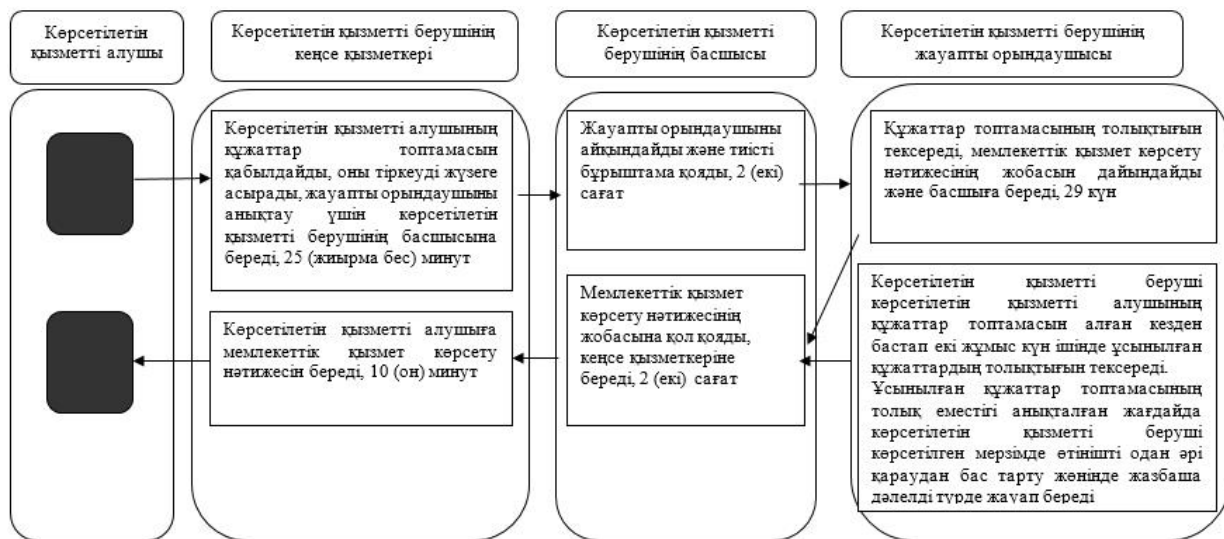 Көрсетілетін
қызметті алушы
Көрсетілетін қызметті берушінің
кеңсе қызметкері
Көрсетілетін қызметті
берушінің басшысы
Көрсетілетін қызметті берушінің
жауапты орындаушысы
Көрсетілетін қызметті алушының
құжаттар топтамасын
қабылдайды, оны тіркеуді жүзеге
асырады, жауапты орындаушыны
анықтау үшін көрсетілетін
қызметті берушінің басшысына
береді, 25 (жиырма бес) минут
Жауапты орындаушыны
айқындайды және тиісті
бұрыштама қояды, 2 (екі)
сағат
Құжаттар топтамасының толықтығын
тексереді, мемлекеттік қызмет көрсету
нәтижесінің жобасын дайындайды
және басшыға береді, 29 күн
Көрсетілетін қызметті алушыға
мемлекеттік қызмет көрсету
нәтижесін береді, 10 (он) минут
Мемлекеттік қызмет
көрсету нәтижесінің
жобасына қол қояды,
кеңсе қызметкеріне
береді, 2 (екі) сағат
Көрсетілетін қызметті беруші
көрсетілетін қызметті алушының
құжаттар топтамасын алған кезден
бастап екі жұмыс күн ішінде ұсынылған
құжаттардың толықтығын тексереді.
Ұсынылған құжаттар топтамасының
толық еместігі анықталған жағдайда
көрсетілетін қызметті беруші
көрсетілген мерзімде өтінішті одан әрі
қараудан бас тарту жөнінде жазбаша
дәлелді түрде жауап береді